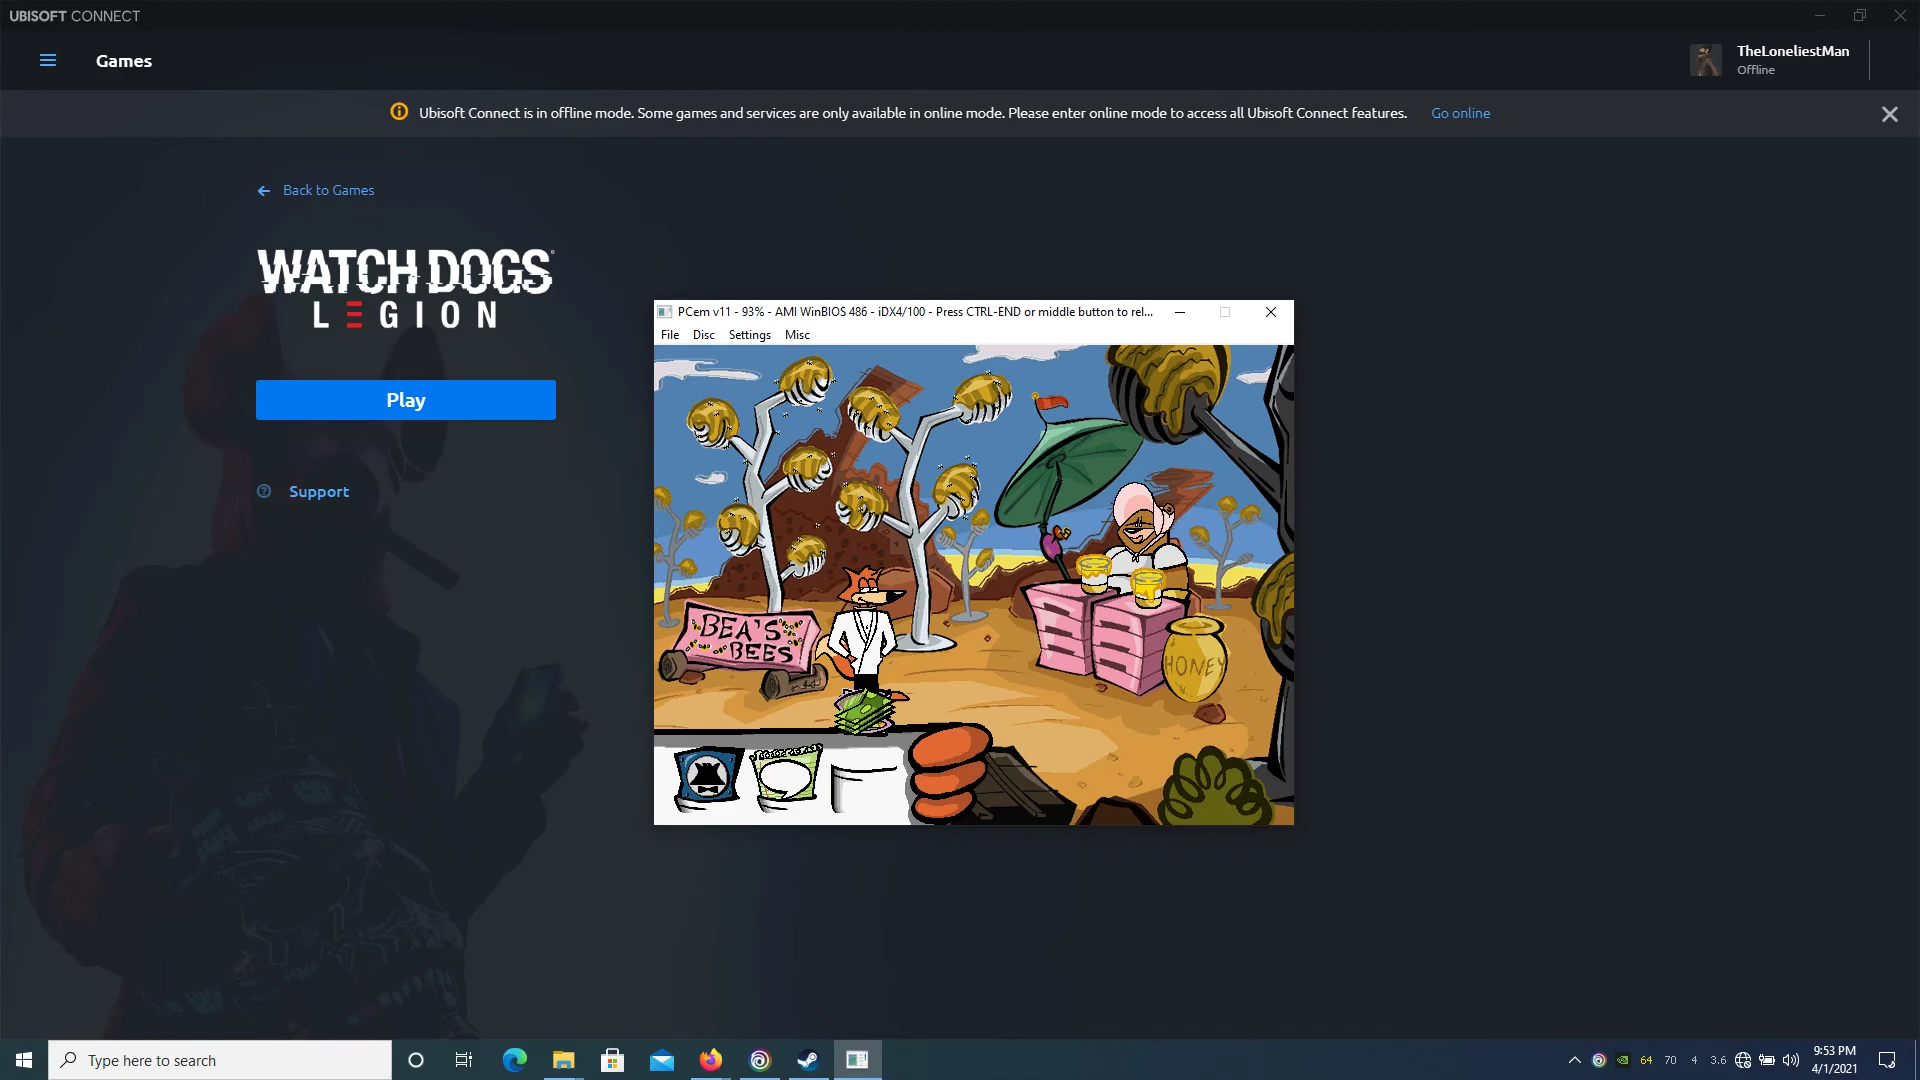 UBISOFT CONNECT
Games
TheLoneliestMan
Offline
Ubisoft Connect is in offline mode. Some games and services are only available in online mode. Please enter online mode to access all Ubisoft Connect features.
Go online
Back to Games
WATCH DOGS
LEGION
Play
Support
PCem v11 - 93% - AMI WinBIOS 486 - iDX4/100 - Press CTRL-END or middle button to rel...
File
Disc
Settings
Misc
BEA'S
BEES
HONEY
Type here to search
64
70
4
3.6
9:53 PM
4/1/2021